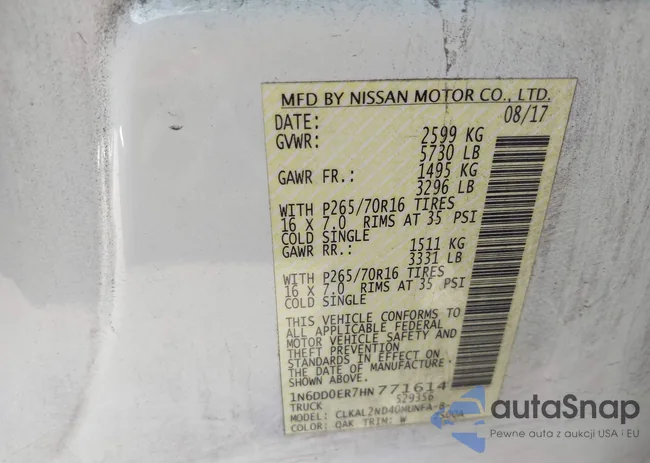 MFD BY NISSAN MOTOR CO., LTD.
DATE: 08/17
GVWR: 2599 KG
5730 LB
GAWR FR.: 1495 KG
3296 LB
WITH P265/70R16 TIRES
16 X 7.0 RIMS AT 35 PSI
COLD SINGLE
GAWR RR.: 1511 KG
3331 LB
WITH P265/70R16 TIRES
16 X 7.0 RIMS AT 35 PSI
COLD SINGLE
THIS VEHICLE CONFORMS TO
ALL APPLICABLE FEDERAL
MOTOR VEHICLE SAFETY AND
THEFT PREVENTION
STANDARDS IN EFFECT ON
THE DATE OF MANUFACTURE
SHOWN ABOVE.
1N6DD0ER7HN771614
TRUCK 529356
MODEL:
COLOR: QAK TRIM: W
autoSnap
Pewne auta z aukcji USA i EU